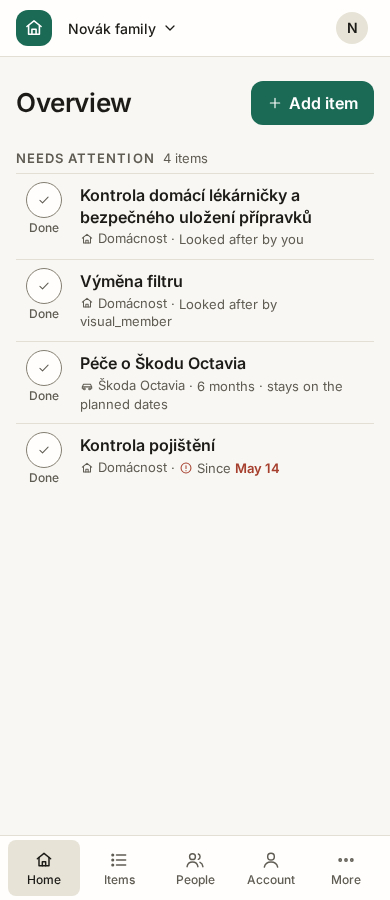 Novák family
N
Overview
Add item
NEEDS ATTENTION 4 items
Kontrola domácí lékárničky a
bezpečného uložení přípravků
Done
Domácnost · Looked after by you
Výměna filtru
Done
Domácnost · Looked after by
visual_member
Péče o Škodu Octavia
Done
Škoda Octavia · 6 months · stays on the
planned dates
Kontrola pojištění
Done
Domácnost · Since May 14
Home
Items
People
Account
More